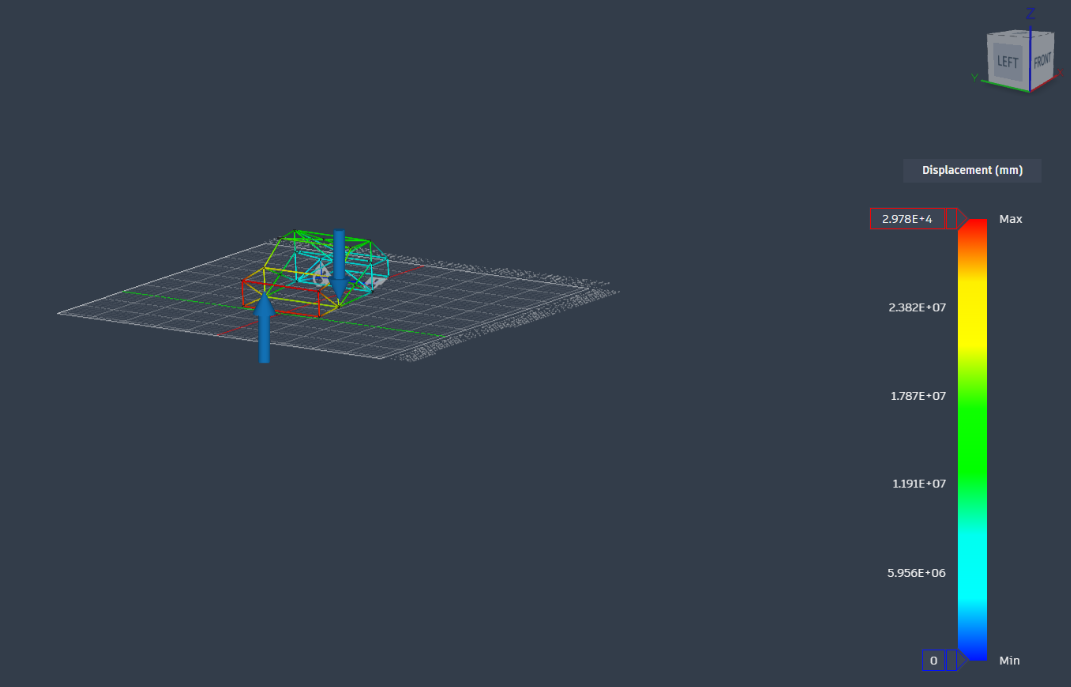 Z
LEFT
FRONT
Y
Displacement (mm)
2.978E+4
Max
2.382E+07
1.787E+07
1.191E+07
5.956E+06
0
Min